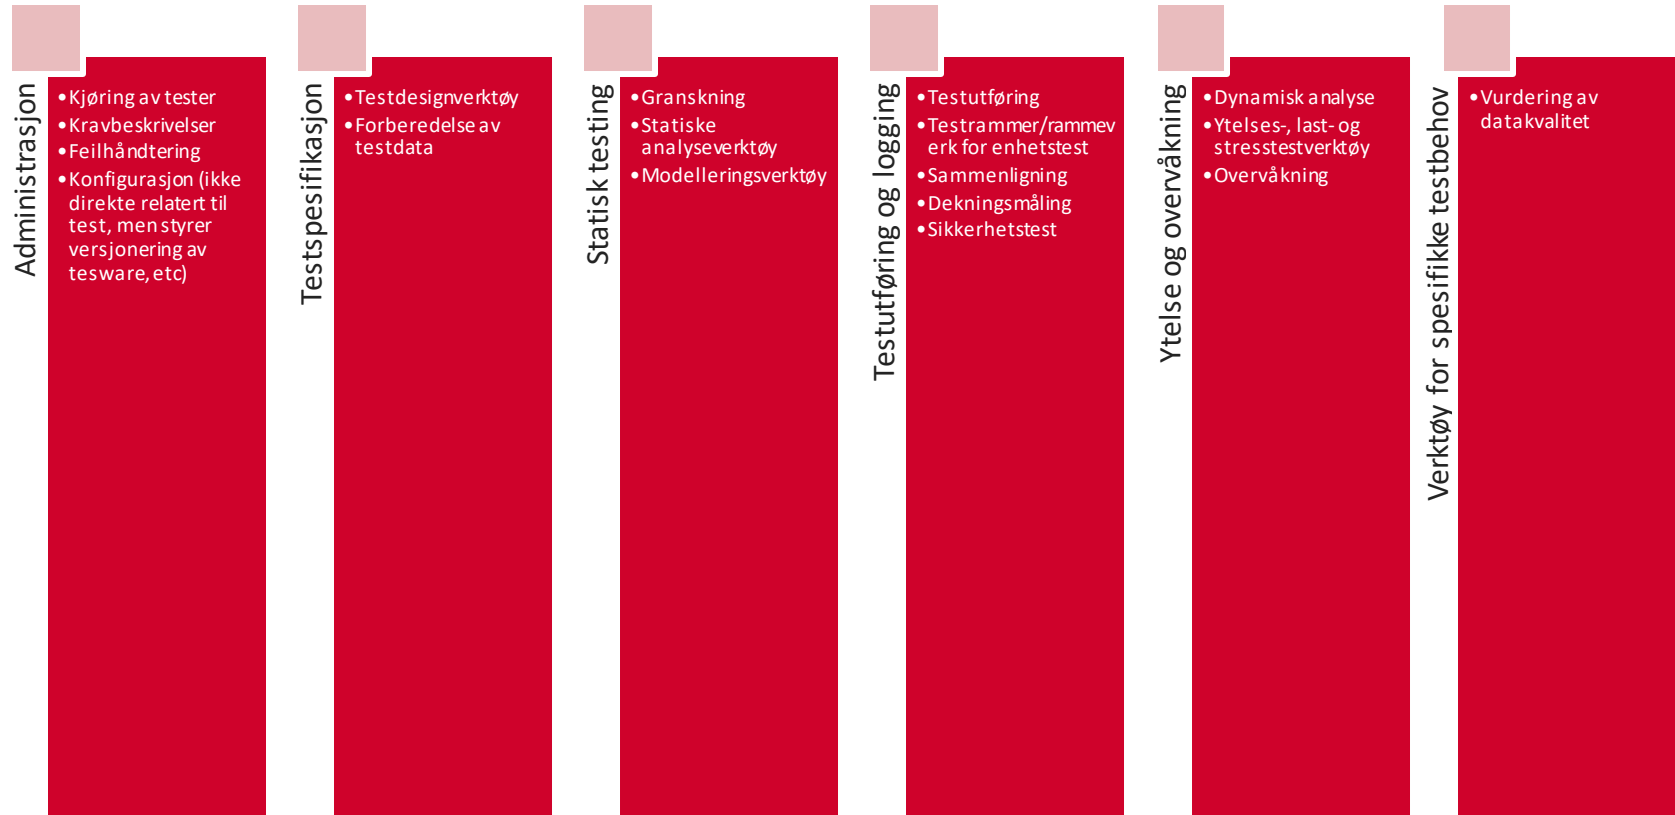 Administrasjon
•Kjøring av tester
•Kravbeskrivelser
•Feilhåndtering
•Konfigurasjon (ikke
direkte relatert til
test, men styrer
versjonering av
tesware, etc)
Testspesifikasjon
•Testdesignverktøy
•Forberedelse av
testdata
Statisk testing
•Granskning
•Statiske
analyseverktøy
•Modelleringsverktøy
Testutføring og logging
•Testutføring
•Testrammer/rammev
erk for enhetstest
•Sammenligning
•Dekningsmåling
•Sikkerhetstest
Ytelse og overvåkning
•Dynamisk analyse
•Ytelses-, last- og
stresstestverktøy
•Overvåkning
Verktøy for spesifikke testbehov
•Vurdering av
datakvalitet